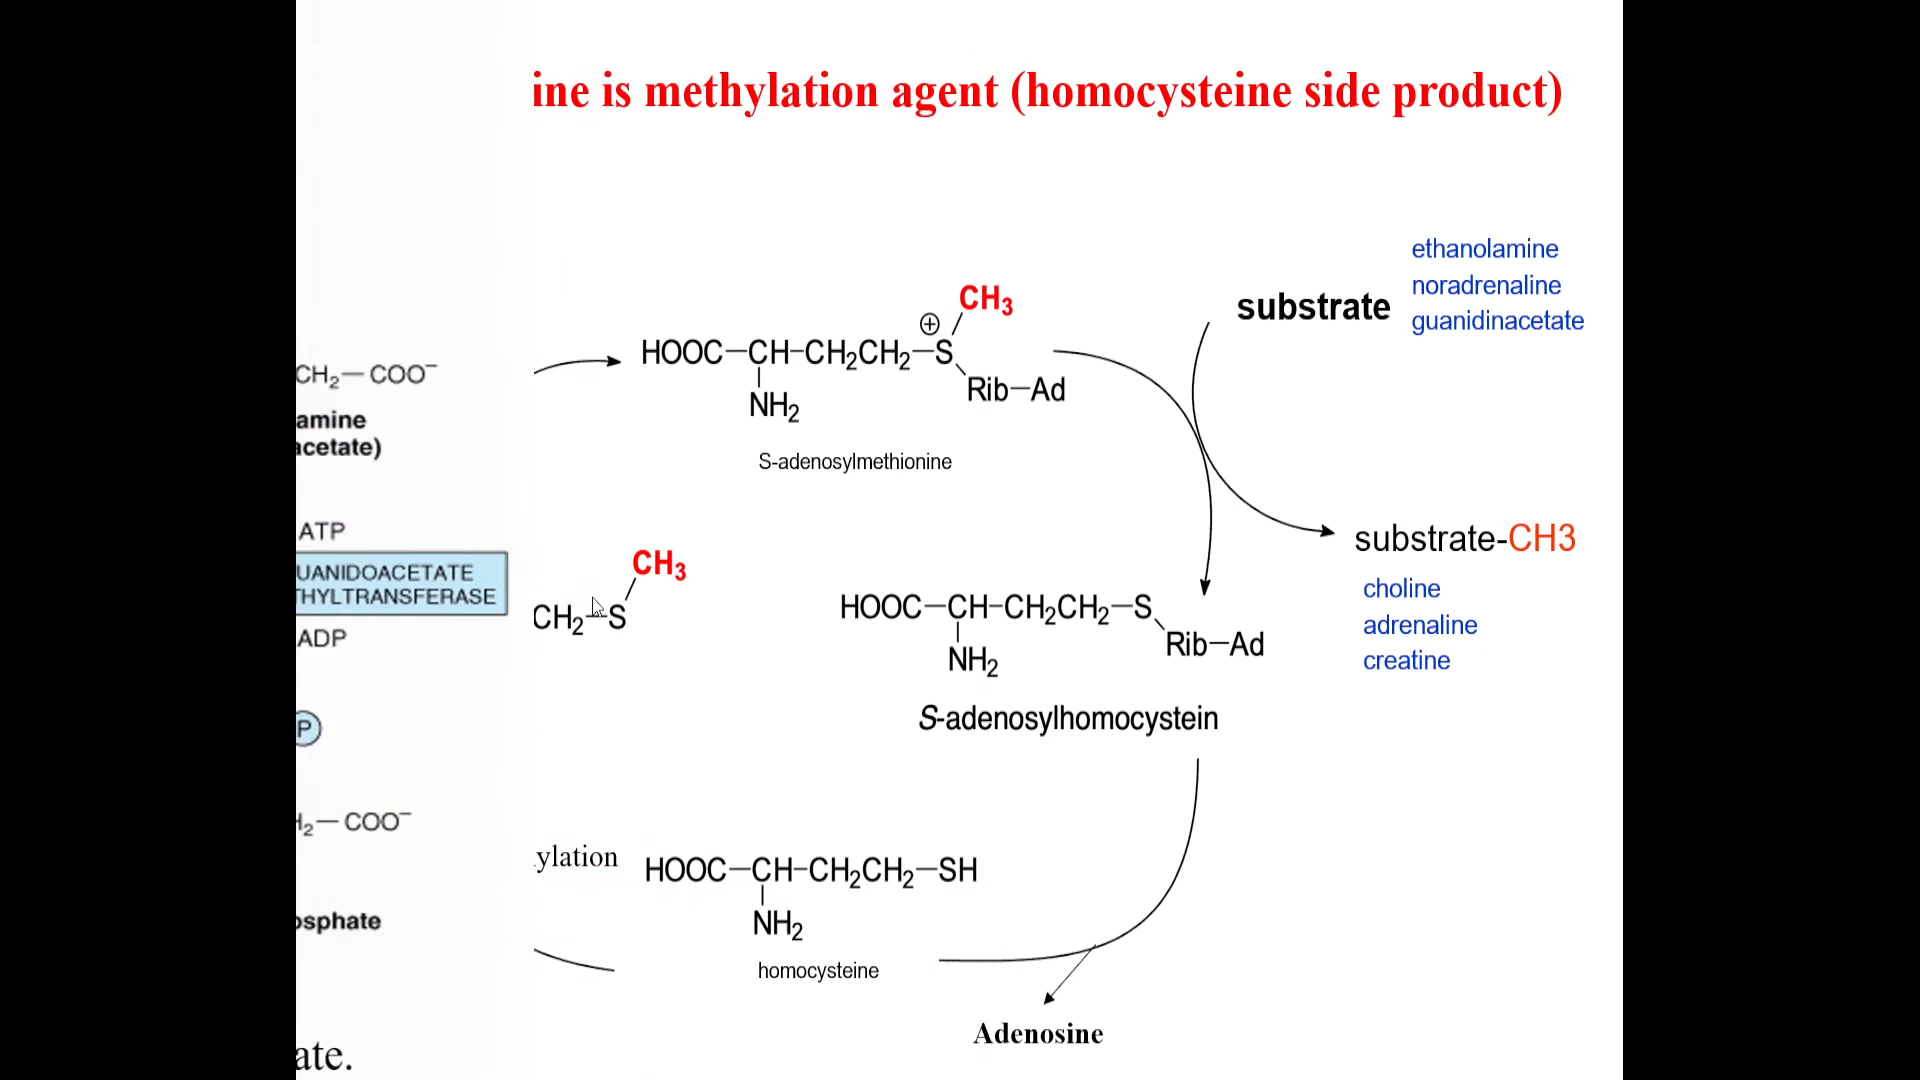 ine is methylation agent (homocysteine side product)
CH2—COO−
amine
acetate)
ATP
UANIDOACETATE
THYLTRANSFERASE
ADP
P
H2—COO−
osphate
ate.
CH3
⊕
HOOC—CH–CH2CH2—S
Rib—Ad
NH2
S-adenosylmethionine
substrate
ethanolamine
noradrenaline
guanidinacetate
CH3
CH2—S
substrate-CH3
choline
adrenaline
creatine
HOOC—CH–CH2CH2—S
Rib—Ad
NH2
S-adenosylhomocystein
ylation
HOOC—CH–CH2CH2—SH
NH2
homocysteine
Adenosine